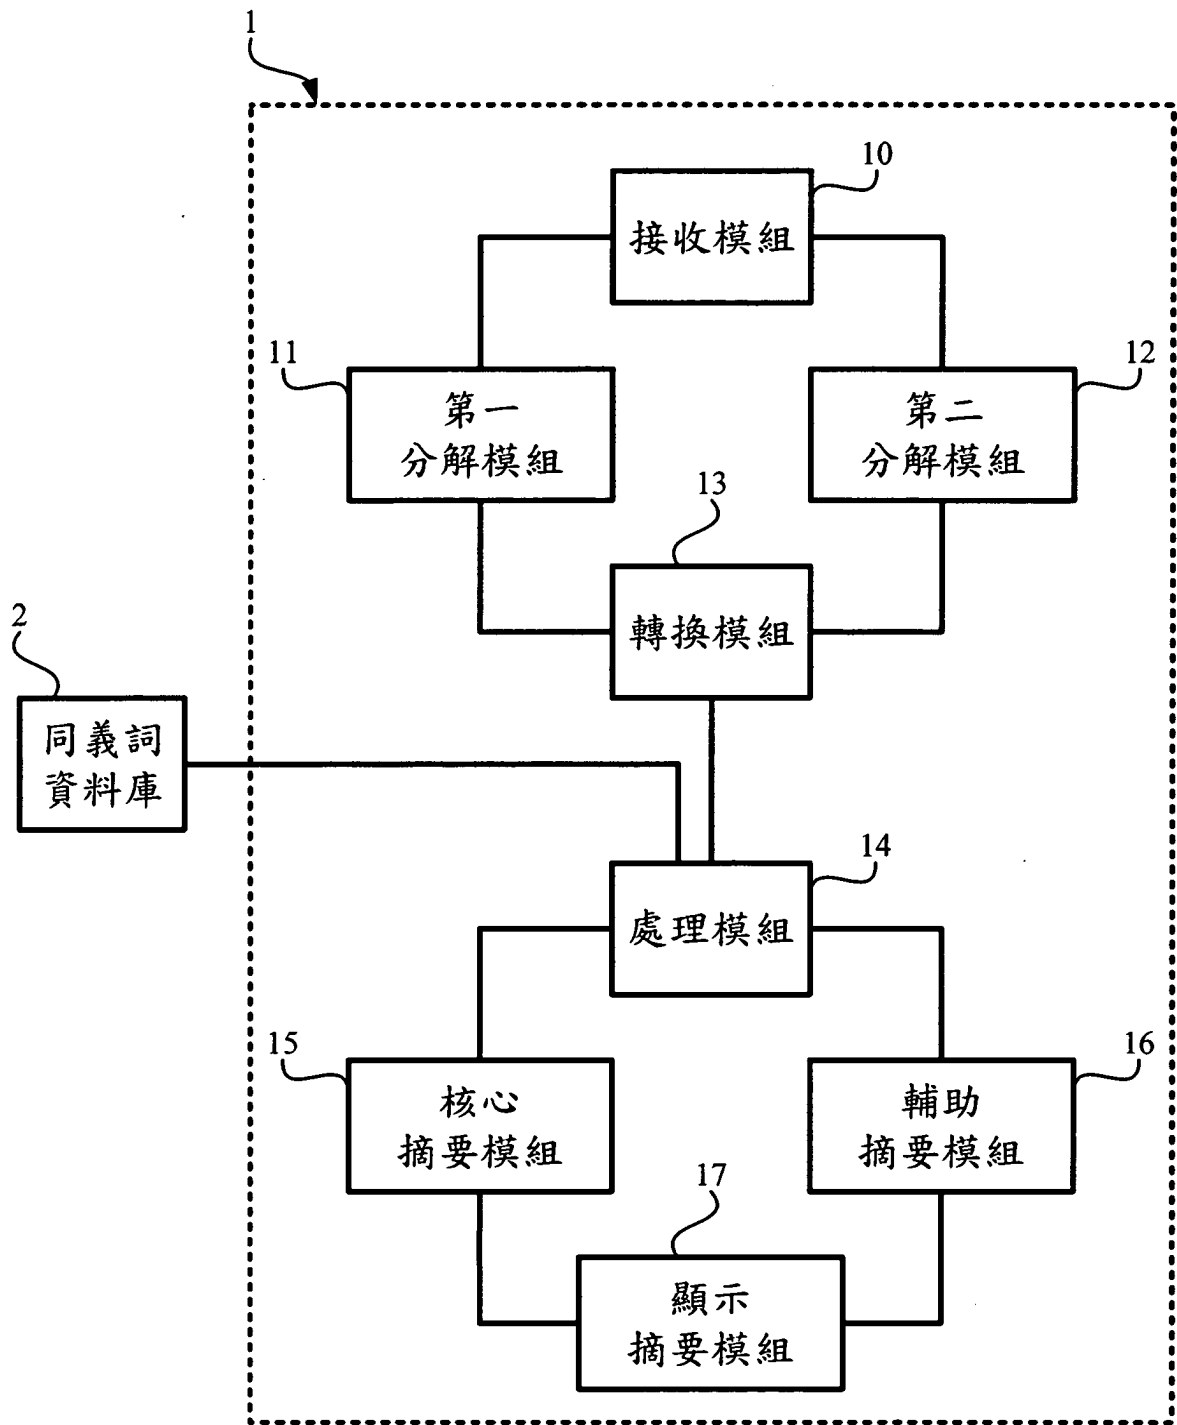 1
10
接收模組
11
第一
分解模組
12
第二
分解模組
13
轉換模組
2
同義詞
資料庫
14
處理模組
15
核心
摘要模組
16
輔助
摘要模組
17
顯示
摘要模組